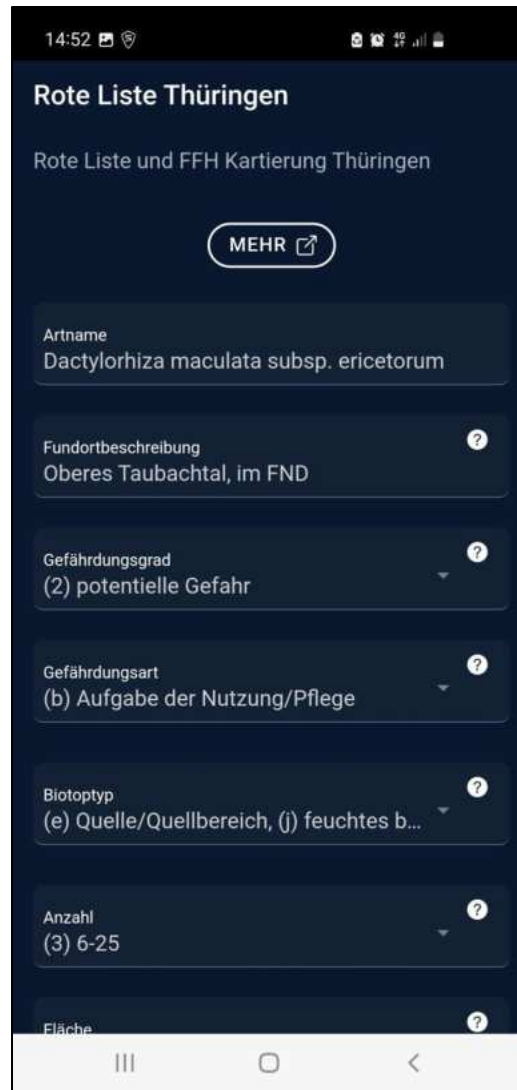 14:52
4G
Rote Liste Thüringen
Rote Liste und FFH Kartierung Thüringen
MEHR
Artname
Dactylorhiza maculata subsp. ericetorum
Fundortbeschreibung
?
Oberes Taubachtal, im FND
Gefährdungsgrad
?
(2) potentielle Gefahr
Gefährdungsart
?
(b) Aufgabe der Nutzung/Pflege
Biotoptyp
?
(e) Quelle/Quellbereich, (j) feuchtes b...
Anzahl
?
(3) 6-25
Fläche
?